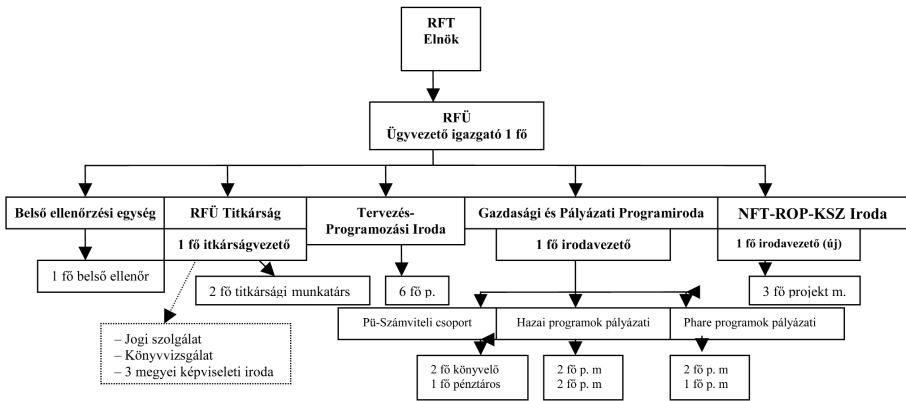 RFT
Elnök
RFÜ
Ügyvezető igazgató 1 fő
Belső ellenőrzési egység
1 fő belső ellenőr
RFÜ Titkárság
1 fő itkárságvezető
2 fő titkársági munkatárs
– Jogi szolgálat
– Könyvvizsgálat
– 3 megyei képviseleti iroda
Tervezés-
Programozási Iroda
6 fő p.
Gazdasági és Pályázati Programiroda
1 fő irodavezető
Pü-Számviteli csoport
Hazai programok pályázati
Phare programok pályázati
2 fő könyvelő
1 fő pénztáros
2 fő p. m
2 fő p. m
2 fő p. m
1 fő p. m
NFT-ROP-KSZ Iroda
1 fő irodavezető (új)
3 fő projekt m.